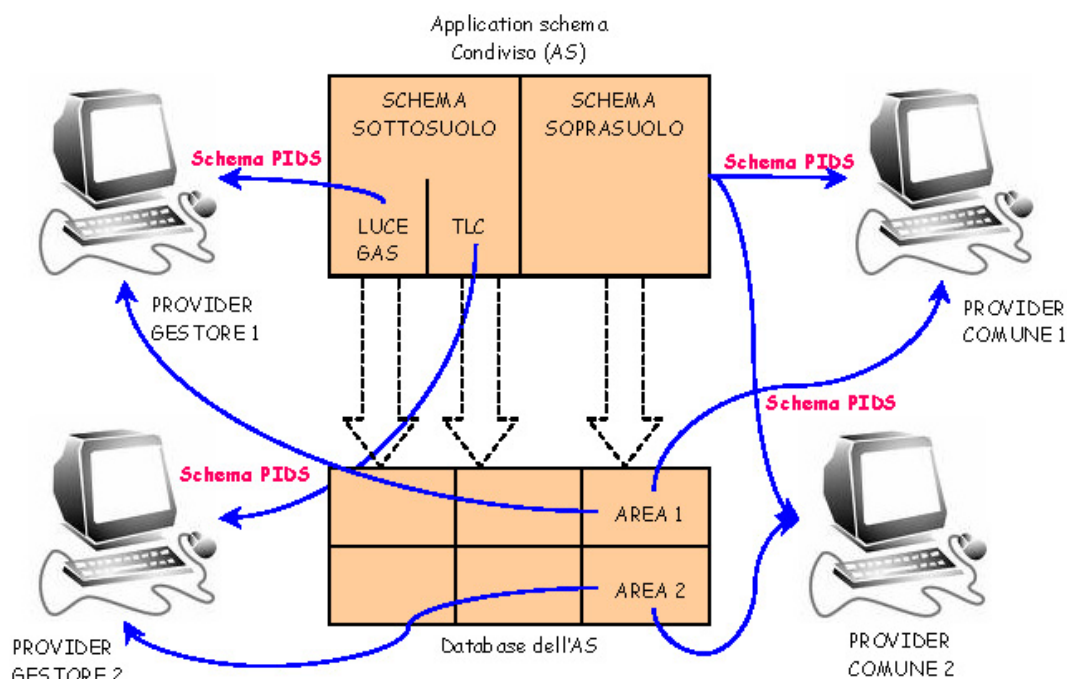 Application schema
Condiviso (AS)
SCHEMA
SOTTOSUOLO
SCHEMA
SOPRASUOLO
Schema PIDS
Schema PIDS
LUCE
GAS
TLC
PROVIDER
GESTORE 1
PROVIDER
COMUNE 1
Schema PIDS
Schema PIDS
AREA 1
AREA 2
Database dell'AS
PROVIDER
GESTORE 2
PROVIDER
COMUNE 2